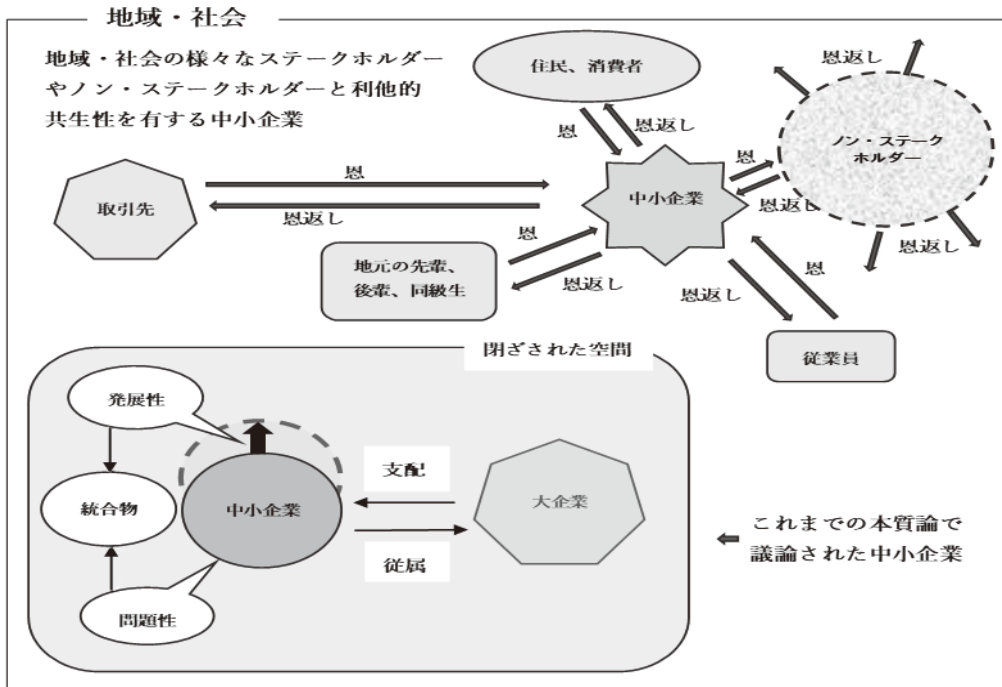 地域・社会
地域・社会の様々なステークホルダー
やノン・ステークホルダーと利他的
共生性を有する中小企業
住民、消費者
恩返し
恩返し
ノン・ステーク
ホルダー
恩
恩返し
恩
恩
取引先
中小企業
恩返し
恩返し
恩
地元の先輩、
後輩、同級生
恩返し
恩返し
恩
恩返し
従業員
閉ざされた空間
発展性
支配
統合物
中小企業
大企業
従属
問題性
これまでの本質論で
議論された中小企業